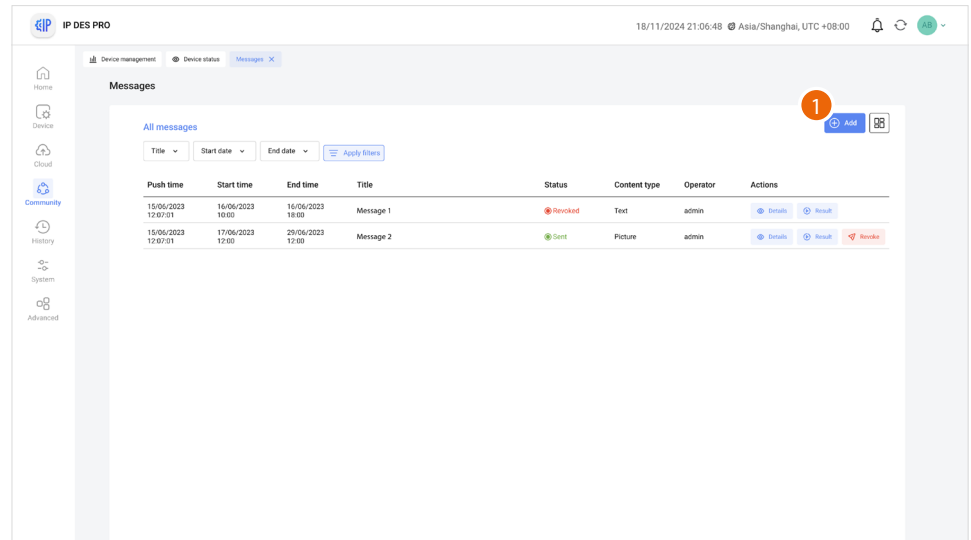 IP IP DES PRO
18/11/2024 21:06:48 Asia/Shanghai, UTC +08:00
AB
Device management Device status Messages
Home
Device
Cloud
Community
History
System
Advanced
Messages
1
All messages
Add
Title Start date End date Apply filters
Push time Start time End time Title Status Content type Operator Actions
15/06/2023 12:07:01 16/06/2023 10:00 16/06/2023 18:00 Message 1 Revoked Text admin Details Result
15/06/2023 12:07:01 17/06/2023 12:00 29/06/2023 12:00 Message 2 Sent Picture admin Details Result Revoke